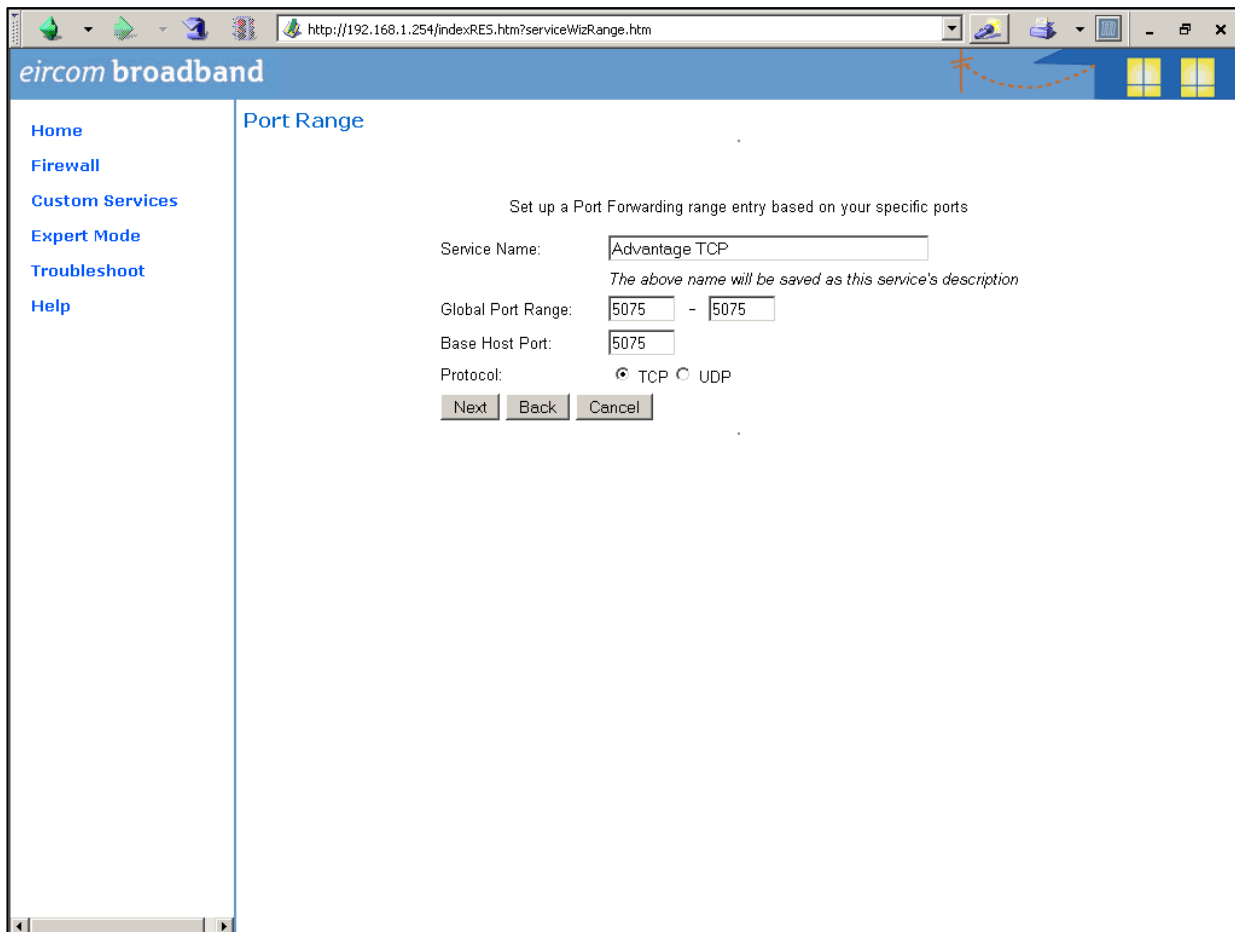 http://192.168.1.254/indexRES.htm?serviceWizRange.htm
eircom broadband
Home
Firewall
Custom Services
Expert Mode
Troubleshoot
Help
Port Range
Set up a Port Forwarding range entry based on your specific ports
Service Name: Advantage TCP
The above name will be saved as this service's description
Global Port Range: 5075 - 5075
Base Host Port: 5075
Protocol: TCP UDP
Next Back Cancel